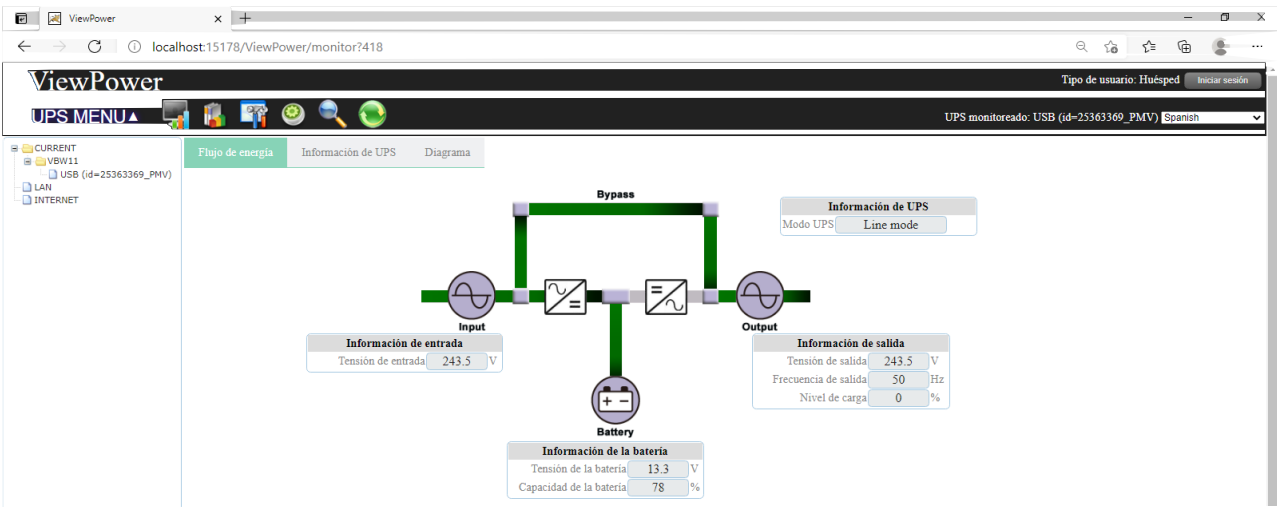 ViewPower
localhost:15178/ViewPower/monitor?418
ViewPower
Tipo de usuario: Huésped Iniciar sesión
UPS MENU
UPS monitoreado: USB (id=25363369_PMV) Spanish
CURRENT
VBW11
USB (id=25363369_PMV)
LAN
INTERNET
Flujo de energía Información de UPS Diagrama
Bypass
Información de UPS
Modo UPS Line mode
Input
Output
Información de entrada
Tensión de entrada 243.5 V
Información de salida
Tensión de salida 243.5 V
Frecuencia de salida 50 Hz
Nivel de carga 0 %
Battery
Información de la batería
Tensión de la batería 13.3 V
Capacidad de la batería 78 %